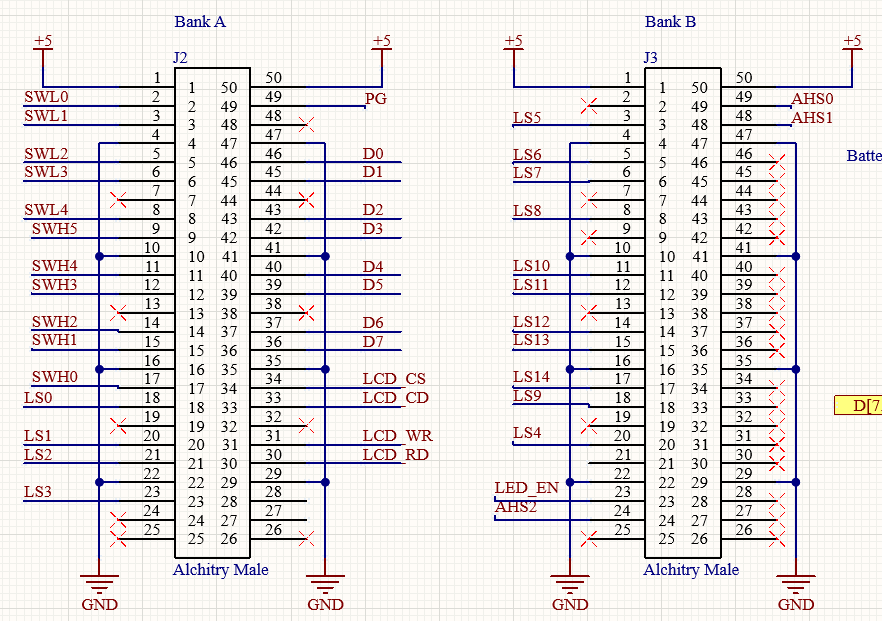 Bank A
Bank B
+5 +5 +5 +5
J2 J3
1 1 50 50 1 1 50 50
SWL0 2 2 49 49 PG 2 2 49 49 AHS0
SWL1 3 3 48 48 LS5 3 3 48 48 AHS1
4 4 47 47 4 4 47 47
SWL2 5 5 46 46 D0 LS6 5 5 46 46 Batte
SWL3 6 6 45 45 D1 LS7 6 6 45 45
7 7 44 44 7 7 44 44
SWL4 8 8 43 43 D2 LS8 8 8 43 43
SWH5 9 9 42 42 D3 9 9 42 42
10 10 41 41 10 10 41 41
SWH4 11 11 40 40 D4 LS10 11 11 40 40
SWH3 12 12 39 39 D5 LS11 12 12 39 39
13 13 38 38 13 13 38 38
SWH2 14 14 37 37 D6 LS12 14 14 37 37
SWH1 15 15 36 36 D7 LS13 15 15 36 36
16 16 35 35 16 16 35 35
SWH0 17 17 34 34 LCD_CS LS14 17 17 34 34
LS0 18 18 33 33 LCD_CD LS9 18 18 33 33 D[7
19 19 32 32 19 19 32 32
LS1 20 20 31 31 LCD_WR LS4 20 20 31 31
LS2 21 21 30 30 LCD_RD 21 21 30 30
22 22 29 29 22 22 29 29
LS3 23 23 28 28 LED_EN 23 23 28 28
24 24 27 27 AHS2 24 24 27 27
25 25 26 26 25 25 26 26
Alchitry Male Alchitry Male
GND GND GND GND